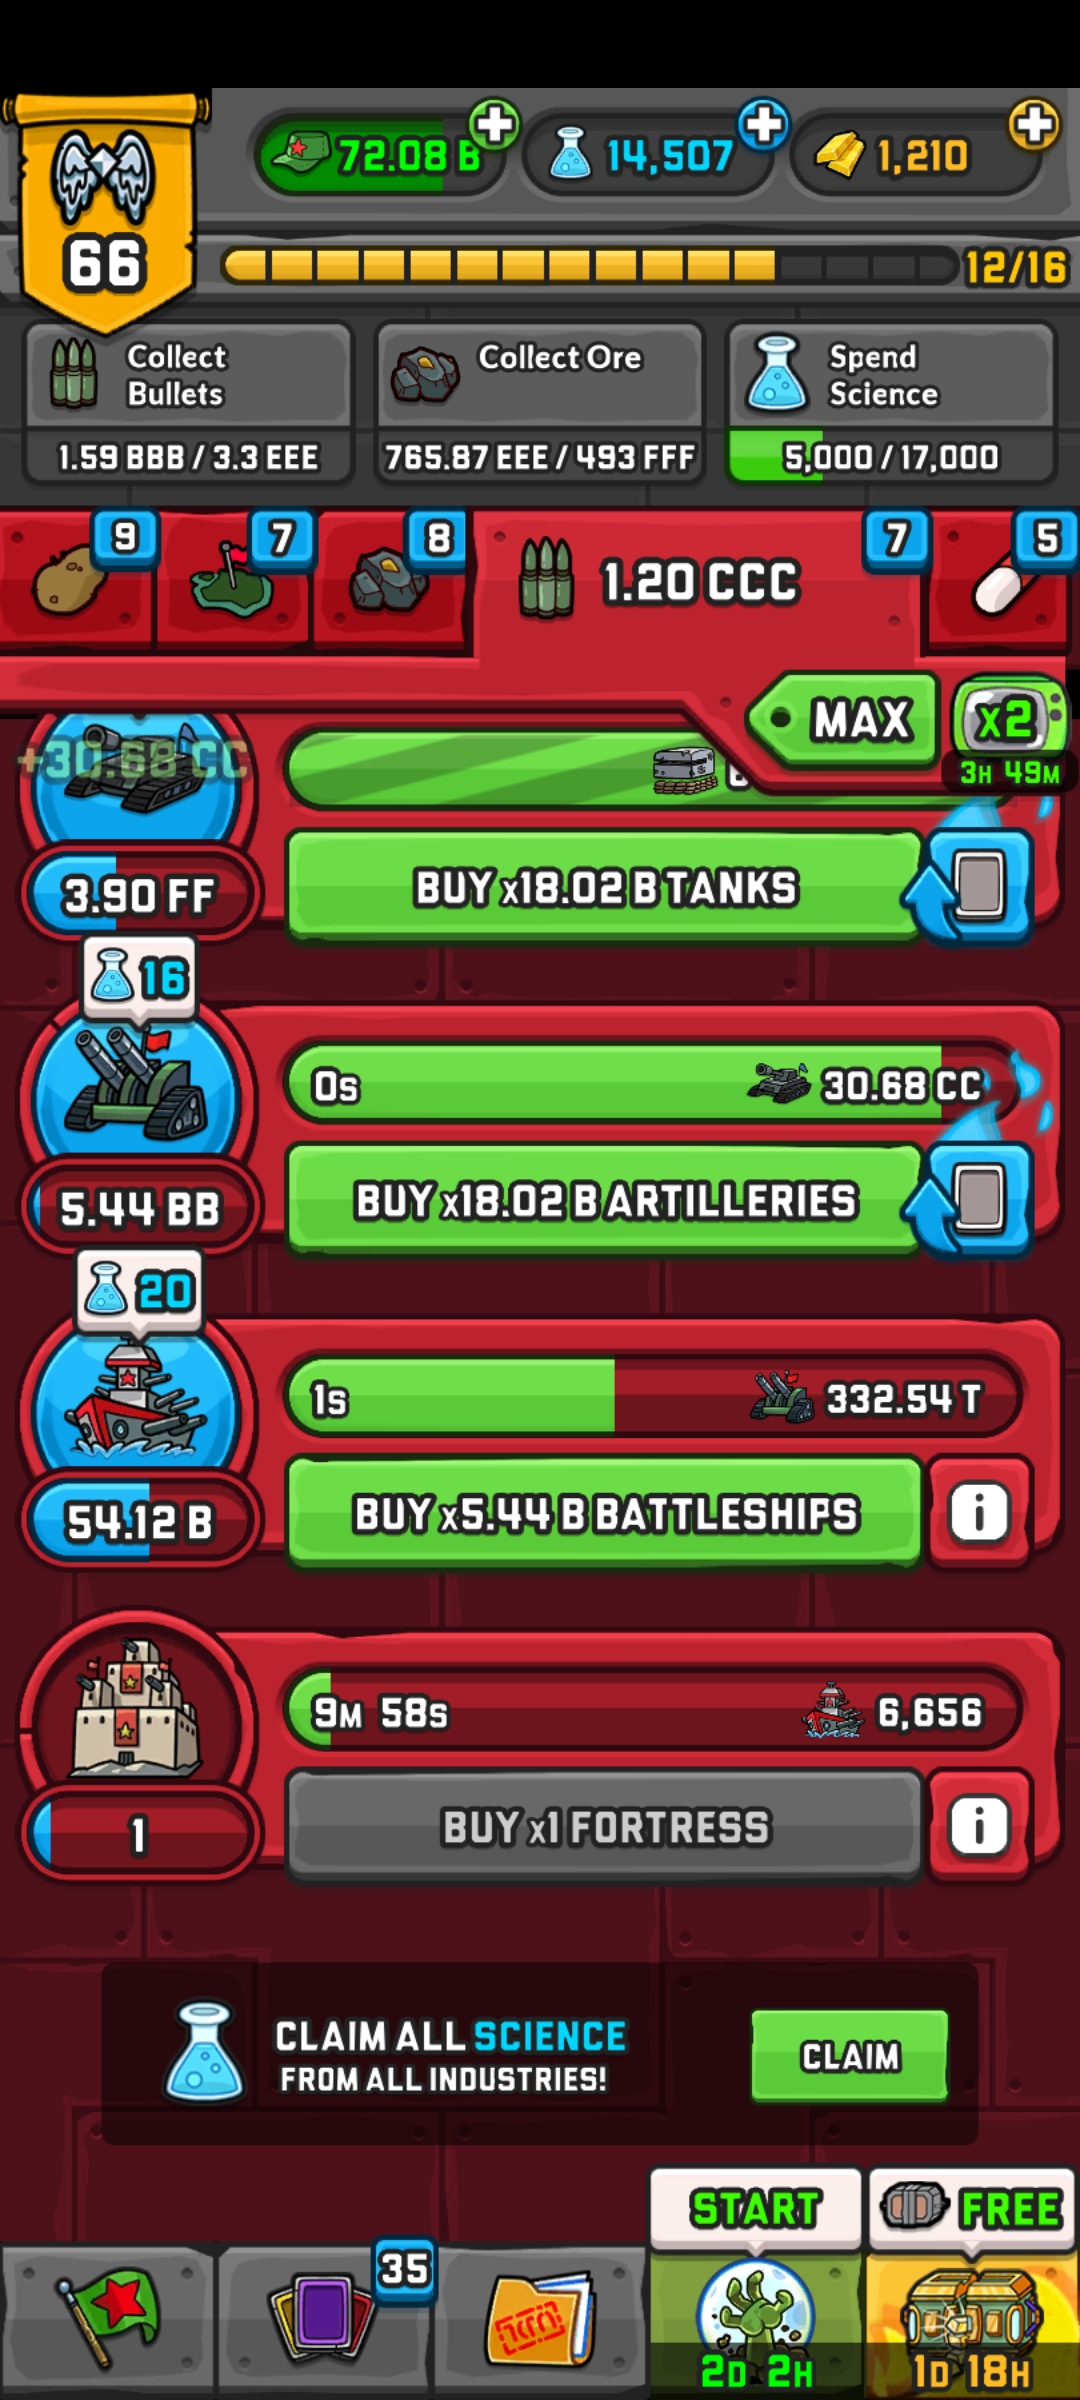 72.08 B
14,507
1,210
66
12/16
Collect
Bullets
1.59 BBB / 3.3 EEE
Collect Ore
765.87 EEE / 493 FFF
Spend
Science
5,000 / 17,000
9
7
8
1.20 CCC
7
5
MAX
x2
3H 49M
+30.68 CC
3.90 FF
BUY x18.02 B TANKS
16
0s
30.68 CC
5.44 BB
BUY x18.02 B ARTILLERIES
20
1s
332.54 T
54.12 B
BUY x5.44 B BATTLESHIPS
i
9M 58s
6,656
1
BUY x1 FORTRESS
i
CLAIM ALL SCIENCE
FROM ALL INDUSTRIES!
CLAIM
START
FREE
35
2D 2H
1D 18H